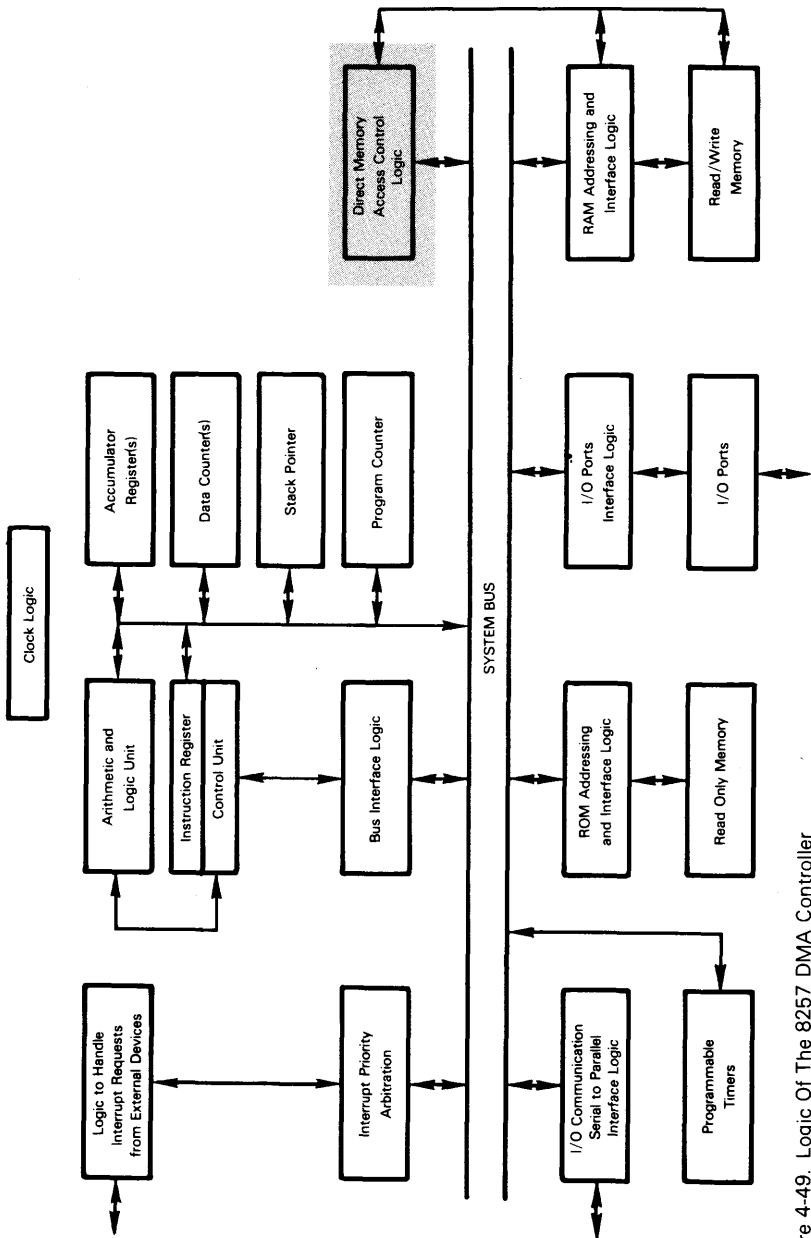 Clock Logic
Logic to Handle
Interrupt Requests
from External Devices
Interrupt Priority
Arbitration
Arithmetic and
Logic Unit
Instruction Register
Control Unit
Bus Interface Logic
Accumulator
Register(s)
Data Counter(s)
Stack Pointer
Program Counter
Direct Memory
Access Control
Logic
SYSTEM BUS
I/O Communication
Serial to Parallel
Interface Logic
Programmable
Timers
ROM Addressing
and Interface Logic
Read Only Memory
I/O Ports
Interface Logic
I/O Ports
RAM Addressing and
Interface Logic
Read/Write
Memory
re 4-49. Logic Of The 8257 DMA Controller